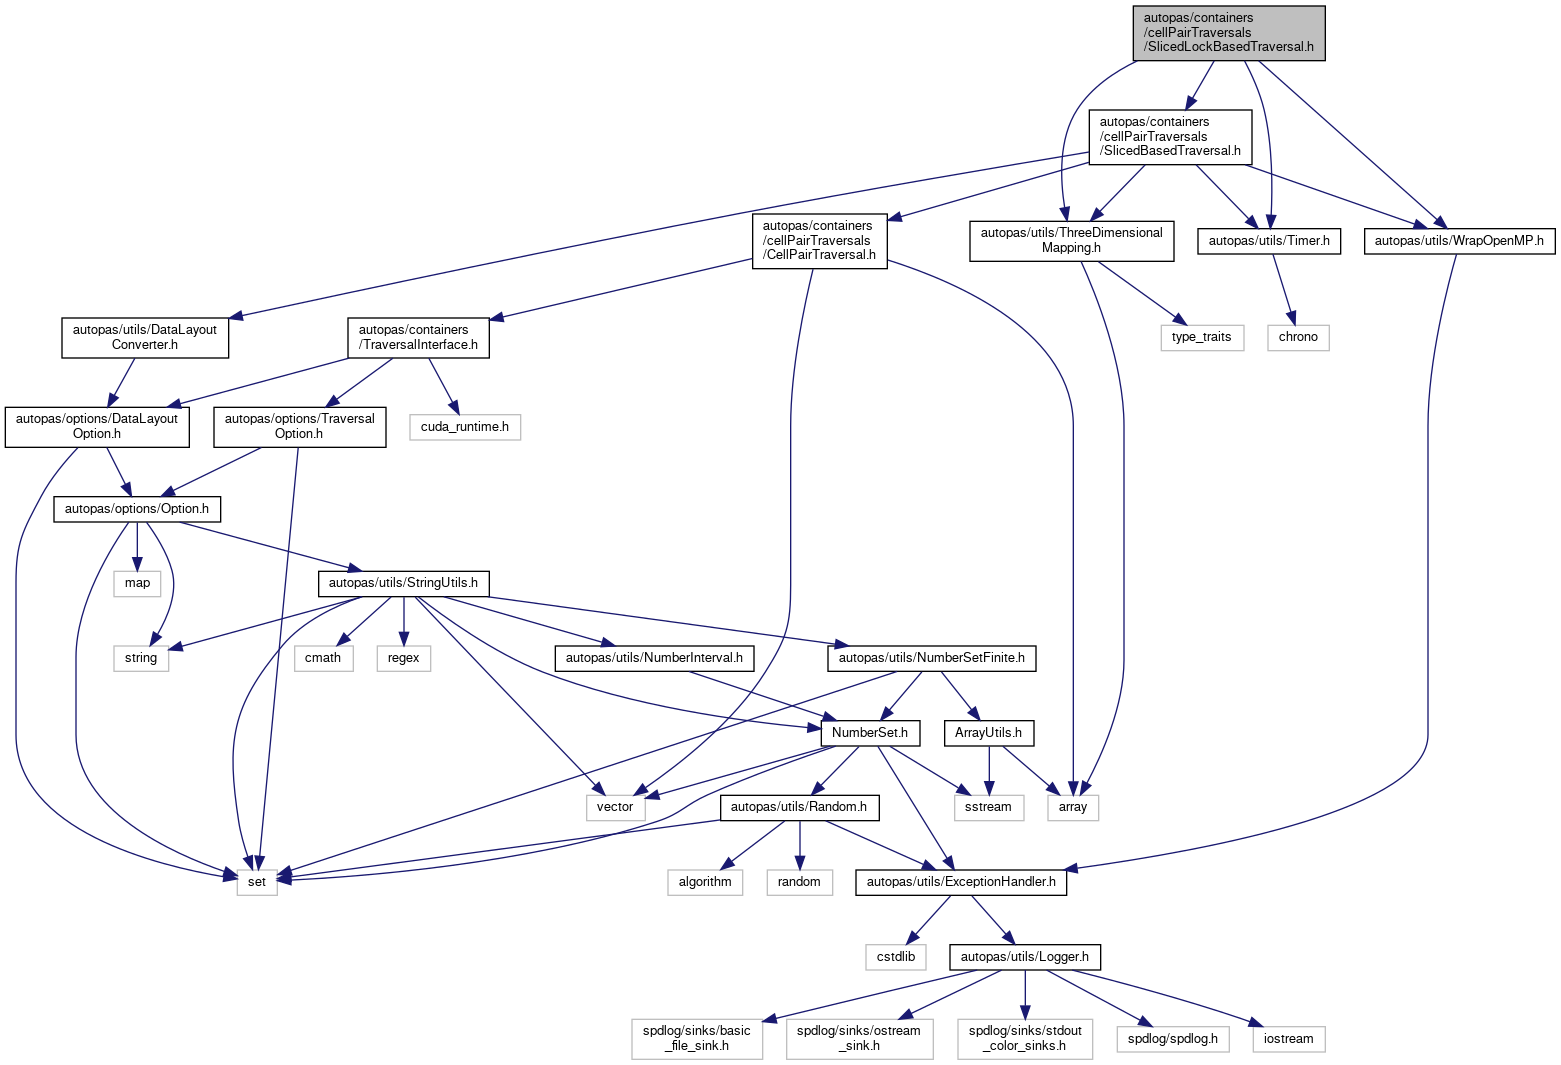 autopas/containers
/cellPairTraversals
/SlicedLockBasedTraversal.h
autopas/containers
/cellPairTraversals
/SlicedBasedTraversal.h
autopas/containers
/cellPairTraversals
/CellPairTraversal.h
autopas/utils/ThreeDimensional
Mapping.h
autopas/utils/Timer.h
autopas/utils/WrapOpenMP.h
autopas/utils/DataLayout
Converter.h
autopas/containers
/TraversalInterface.h
type_traits
chrono
autopas/options/DataLayout
Option.h
autopas/options/Traversal
Option.h
cuda_runtime.h
autopas/options/Option.h
map
autopas/utils/StringUtils.h
string
cmath
regex
autopas/utils/NumberInterval.h
autopas/utils/NumberSetFinite.h
NumberSet.h
ArrayUtils.h
vector
autopas/utils/Random.h
sstream
array
set
algorithm
random
autopas/utils/ExceptionHandler.h
cstdlib
autopas/utils/Logger.h
spdlog/sinks/basic
_file_sink.h
spdlog/sinks/ostream
_sink.h
spdlog/sinks/stdout
_color_sinks.h
spdlog/spdlog.h
iostream